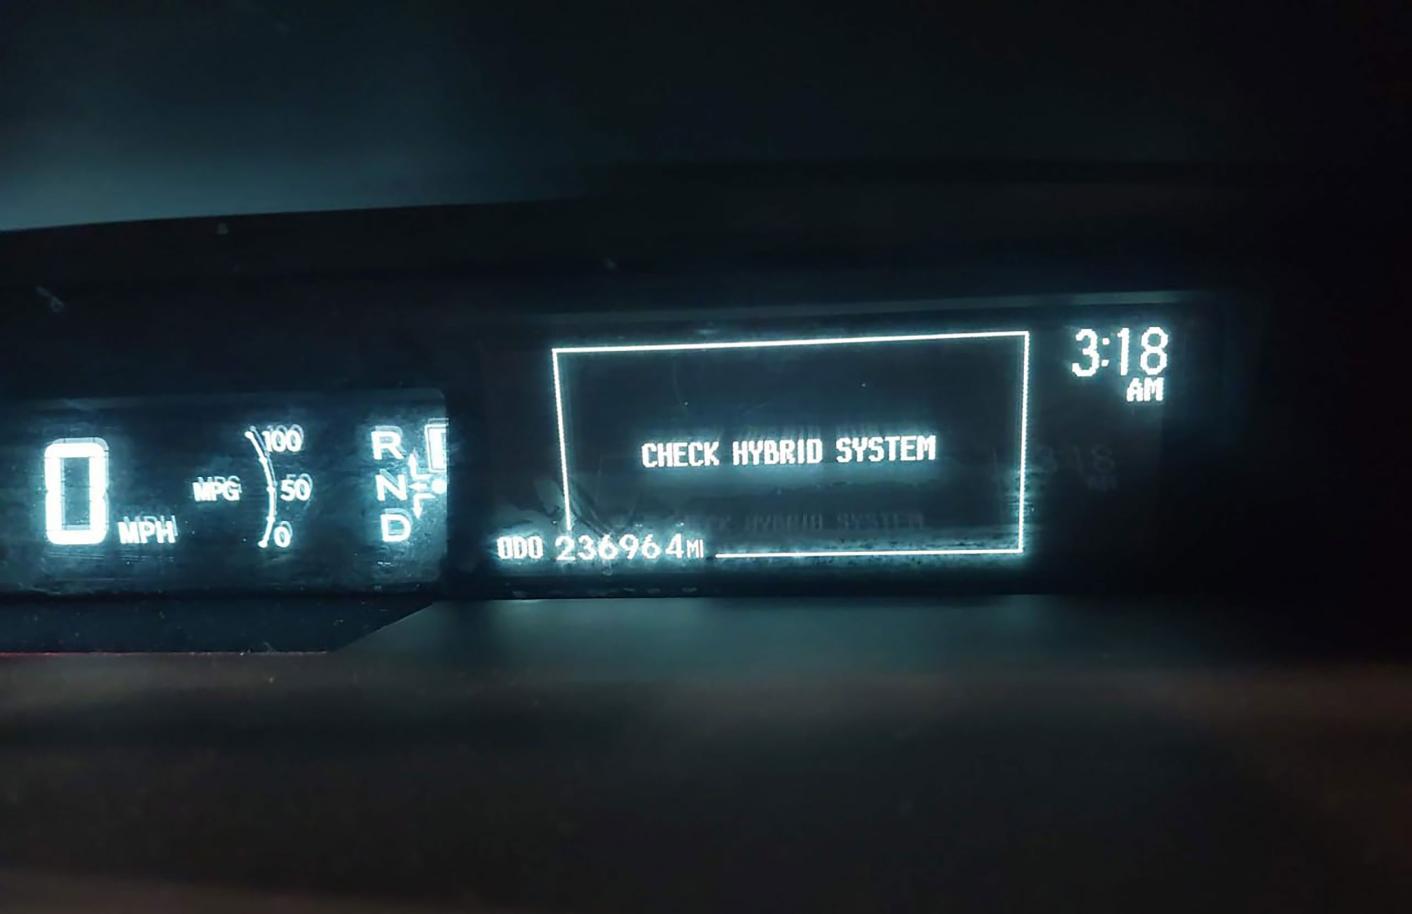 0 MPH
MPG
100
50
0
R
N
D
CHECK HYBRID SYSTEM
ODO 236964MI
3:18
AM